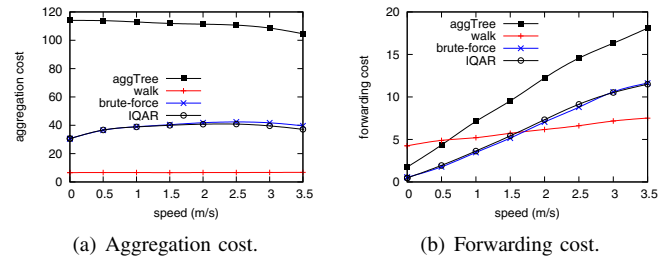 120
100
80
60
40
20
0
aggregation cost
aggTree
walk
brute-force
IQAR
0 0.5 1 1.5 2 2.5 3 3.5
speed (m/s)
(a) Aggregation cost.
20
15
10
5
0
forwarding cost
aggTree
walk
brute-force
IQAR
0 0.5 1 1.5 2 2.5 3 3.5
speed (m/s)
(b) Forwarding cost.